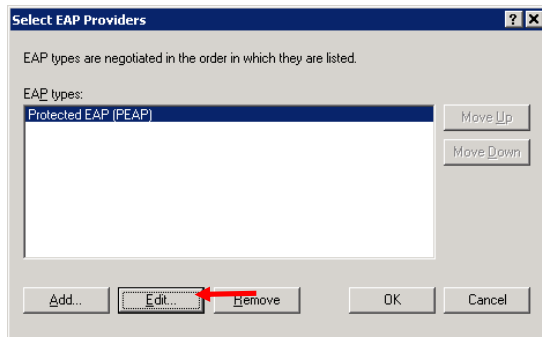 Select EAP Providers
EAP types are negotiated in the order in which they are listed.
EAP types:
Protected EAP (PEAP)
Move Up
Move Down
Add...
Edit...
Remove
OK
Cancel